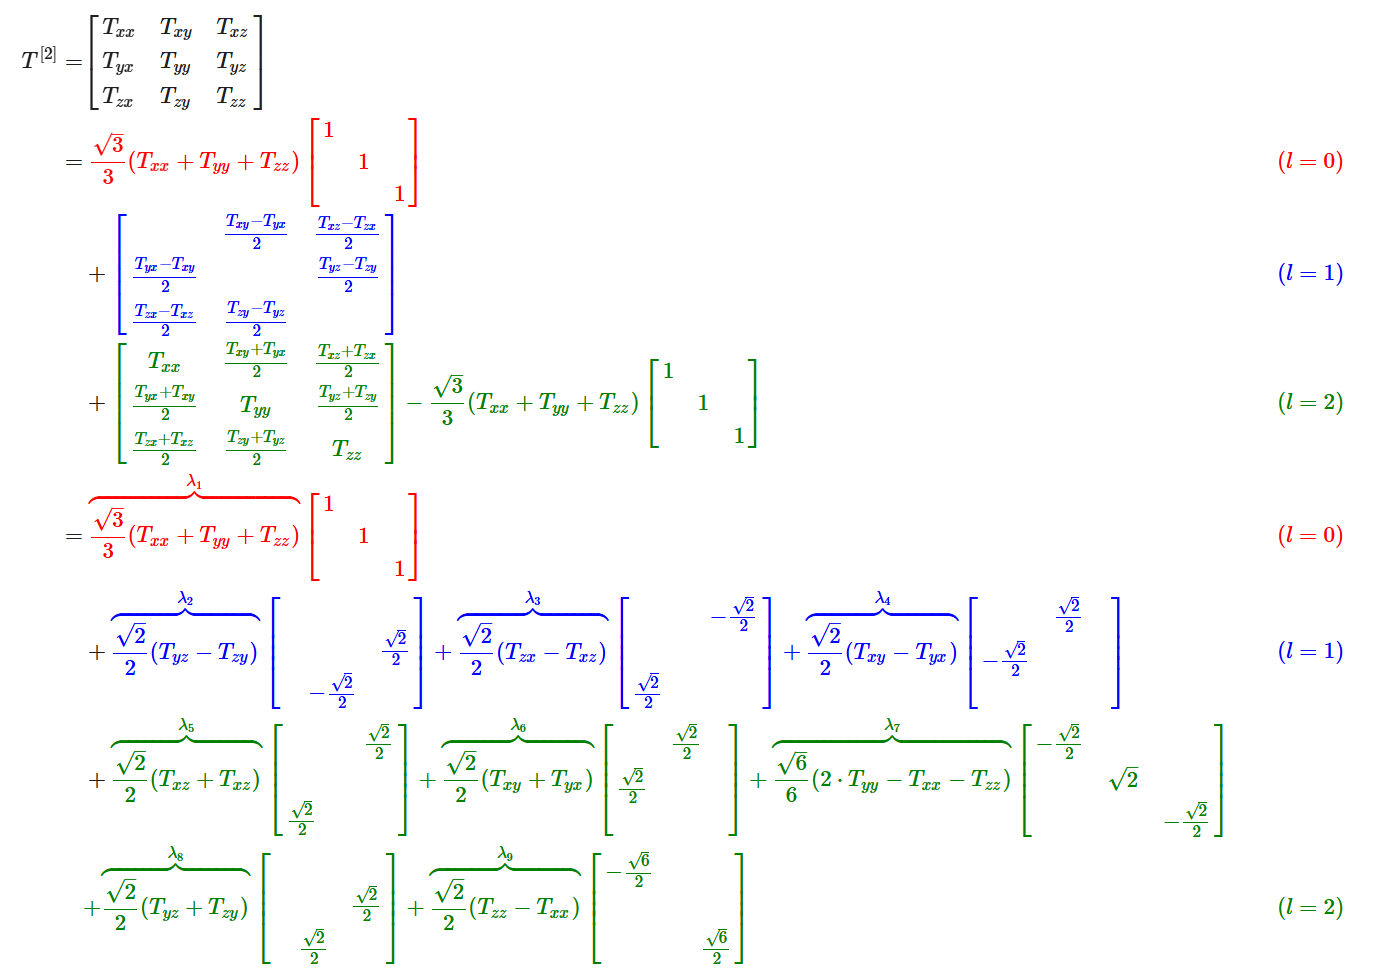 $T^{[2]} = \begin{bmatrix} T_{xx} & T_{xy} & T_{xz} \\ T_{yx} & T_{yy} & T_{yz} \\ T_{zx} & T_{zy} & T_{zz} \end{bmatrix}$
$= \frac{\sqrt{3}}{3}(T_{xx} + T_{yy} + T_{zz}) \begin{bmatrix} 1 & & \\ & 1 & \\ & & 1 \end{bmatrix} \quad (l = 0)$
$+ \begin{bmatrix} & \frac{T_{xy}-T_{yx}}{2} & \frac{T_{xz}-T_{zx}}{2} \\ \frac{T_{yx}-T_{xy}}{2} & & \frac{T_{yz}-T_{zy}}{2} \\ \frac{T_{zx}-T_{xz}}{2} & \frac{T_{zy}-T_{yz}}{2} & \end{bmatrix} \quad (l = 1)$
$+ \begin{bmatrix} T_{xx} & \frac{T_{xy}+T_{yx}}{2} & \frac{T_{xz}+T_{zx}}{2} \\ \frac{T_{yx}+T_{xy}}{2} & T_{yy} & \frac{T_{yz}+T_{zy}}{2} \\ \frac{T_{zx}+T_{xz}}{2} & \frac{T_{zy}+T_{yz}}{2} & T_{zz} \end{bmatrix} - \frac{\sqrt{3}}{3}(T_{xx} + T_{yy} + T_{zz}) \begin{bmatrix} 1 & & \\ & 1 & \\ & & 1 \end{bmatrix} \quad (l = 2)$
$= \overbrace{\frac{\sqrt{3}}{3}(T_{xx} + T_{yy} + T_{zz})}^{\lambda_1} \begin{bmatrix} 1 & & \\ & 1 & \\ & & 1 \end{bmatrix} \quad (l = 0)$
$+ \overbrace{\frac{\sqrt{2}}{2}(T_{yz} - T_{zy})}^{\lambda_2} \begin{bmatrix} & & \\ & & \frac{\sqrt{2}}{2} \\ & -\frac{\sqrt{2}}{2} & \end{bmatrix} + \overbrace{\frac{\sqrt{2}}{2}(T_{zx} - T_{xz})}^{\lambda_3} \begin{bmatrix} & & -\frac{\sqrt{2}}{2} \\ & & \\ \frac{\sqrt{2}}{2} & & \end{bmatrix} + \overbrace{\frac{\sqrt{2}}{2}(T_{xy} - T_{yx})}^{\lambda_4} \begin{bmatrix} & \frac{\sqrt{2}}{2} & \\ -\frac{\sqrt{2}}{2} & & \\ & & \end{bmatrix} \quad (l = 1)$
$+ \overbrace{\frac{\sqrt{2}}{2}(T_{xz} + T_{xz})}^{\lambda_5} \begin{bmatrix} & & \frac{\sqrt{2}}{2} \\ & & \\ \frac{\sqrt{2}}{2} & & \end{bmatrix} + \overbrace{\frac{\sqrt{2}}{2}(T_{xy} + T_{yx})}^{\lambda_6} \begin{bmatrix} & \frac{\sqrt{2}}{2} & \\ \frac{\sqrt{2}}{2} & & \\ & & \end{bmatrix} + \overbrace{\frac{\sqrt{6}}{6}(2 \cdot T_{yy} - T_{xx} - T_{zz})}^{\lambda_7} \begin{bmatrix} -\frac{\sqrt{2}}{2} & & \\ & \sqrt{2} & \\ & & -\frac{\sqrt{2}}{2} \end{bmatrix}$
$+ \overbrace{\frac{\sqrt{2}}{2}(T_{yz} + T_{zy})}^{\lambda_8} \begin{bmatrix} & & \\ & & \frac{\sqrt{2}}{2} \\ & \frac{\sqrt{2}}{2} & \end{bmatrix} + \overbrace{\frac{\sqrt{2}}{2}(T_{zz} - T_{xx})}^{\lambda_9} \begin{bmatrix} -\frac{\sqrt{6}}{2} & & \\ & & \\ & & \frac{\sqrt{6}}{2} \end{bmatrix} \quad (l = 2)$